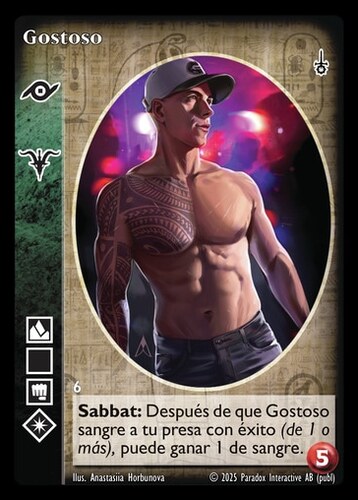 Gostoso
6
Sabbat: Después de que Gostoso
sangre a tu presa con éxito (de 1 o
más), puede ganar 1 de sangre.
5
Ilus. Anastasiia Horbunova
© 2025 Paradox Interactive AB (publ)